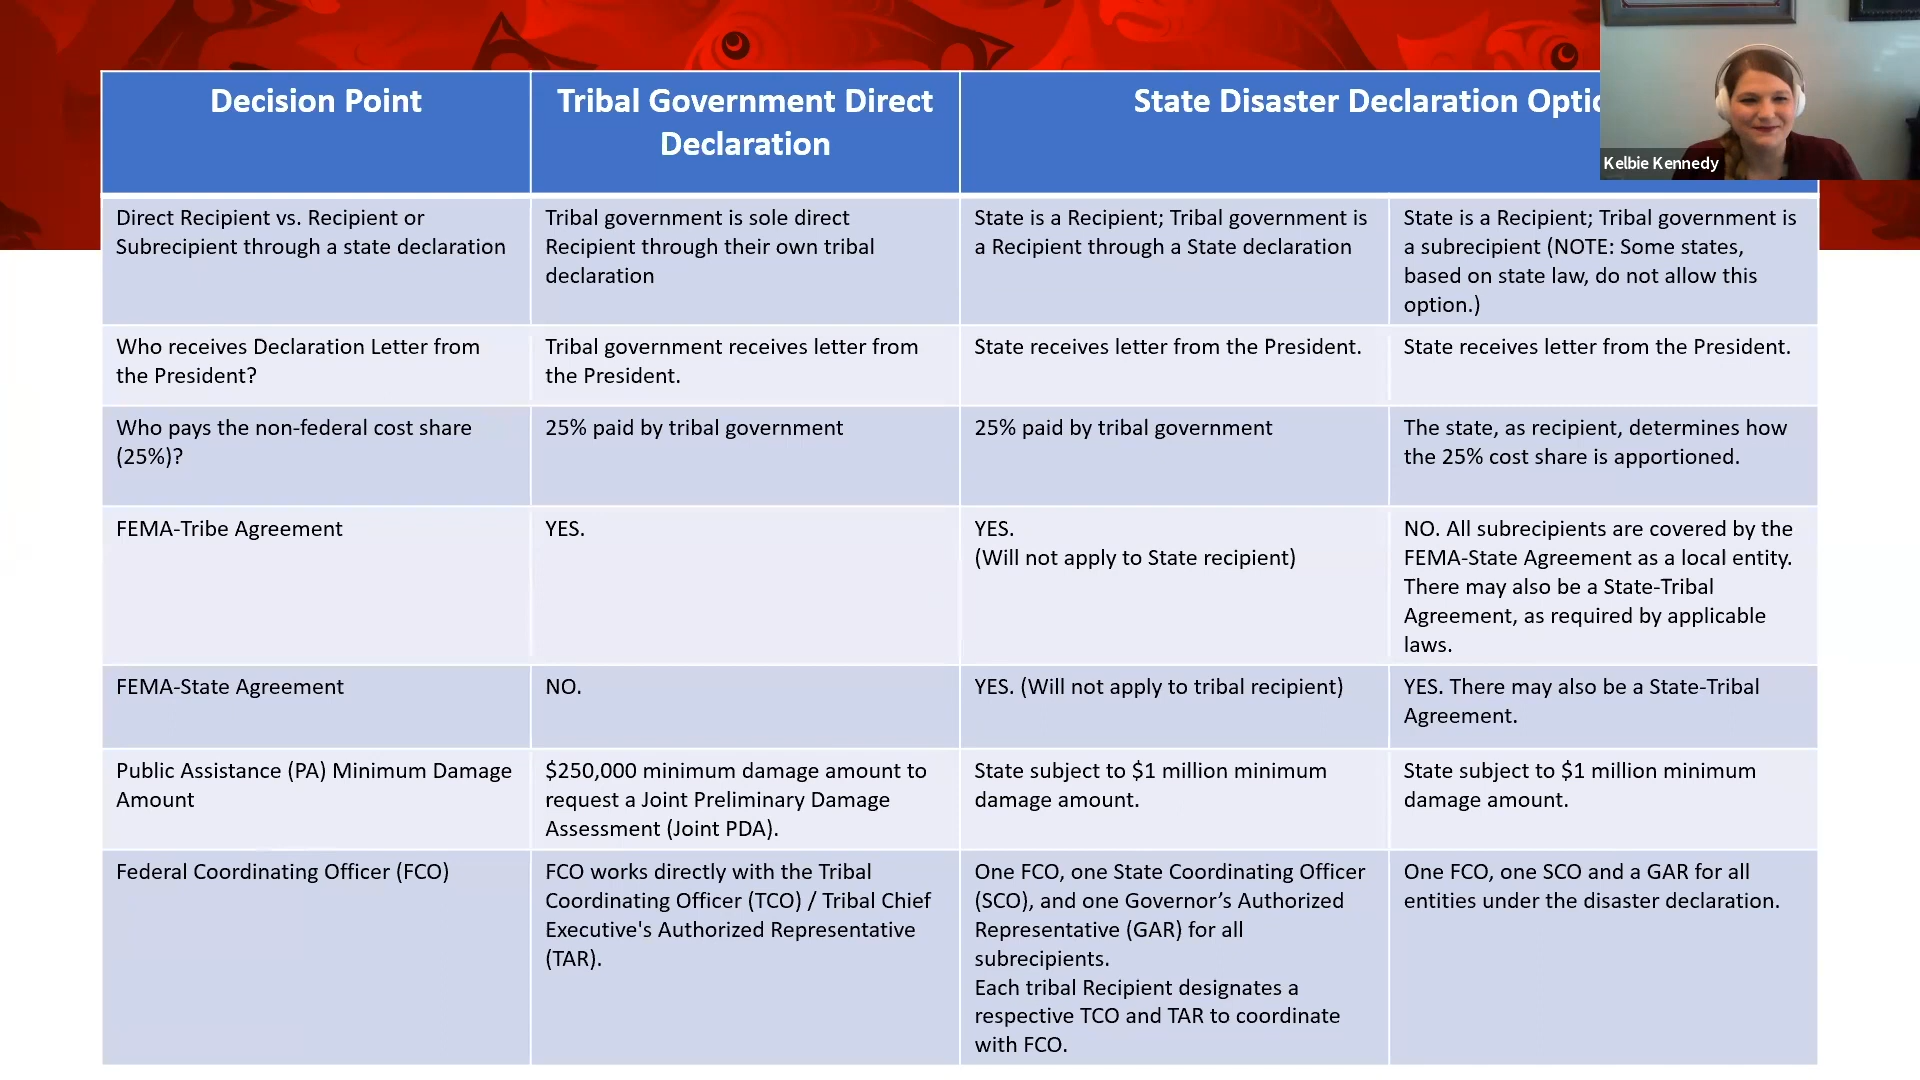 Decision Point
Tribal Government Direct
Declaration
State Disaster Declaration
Kelbie Kennedy
Direct Recipient vs. Recipient or
Subrecipient through a state declaration
Tribal government is sole direct
Recipient through their own tribal
declaration
State is a Recipient; Tribal government is
a Recipient through a State declaration
State is a Recipient; Tribal government is
a subrecipient (NOTE: Some states,
based on state law, do not allow this
option.)
Who receives Declaration Letter from
the President?
Tribal government receives letter from
the President.
State receives letter from the President.
State receives letter from the President.
Who pays the non-federal cost share
(25%)?
25% paid by tribal government
25% paid by tribal government
The state, as recipient, determines how
the 25% cost share is apportioned.
FEMA-Tribe Agreement
YES.
YES.
(Will not apply to State recipient)
NO. All subrecipients are covered by the
FEMA-State Agreement as a local entity.
There may also be a State-Tribal
Agreement, as required by applicable
laws.
FEMA-State Agreement
NO.
YES. (Will not apply to tribal recipient)
YES. There may also be a State-Tribal
Agreement.
Public Assistance (PA) Minimum Damage
Amount
$250,000 minimum damage amount to
request a Joint Preliminary Damage
Assessment (Joint PDA).
State subject to $1 million minimum
damage amount.
State subject to $1 million minimum
damage amount.
Federal Coordinating Officer (FCO)
FCO works directly with the Tribal
Coordinating Officer (TCO) / Tribal Chief
Executive's Authorized Representative
(TAR).
One FCO, one State Coordinating Officer
(SCO), and one Governor’s Authorized
Representative (GAR) for all
subrecipients.
Each tribal Recipient designates a
respective TCO and TAR to coordinate
with FCO.
One FCO, one SCO and a GAR for all
entities under the disaster declaration.